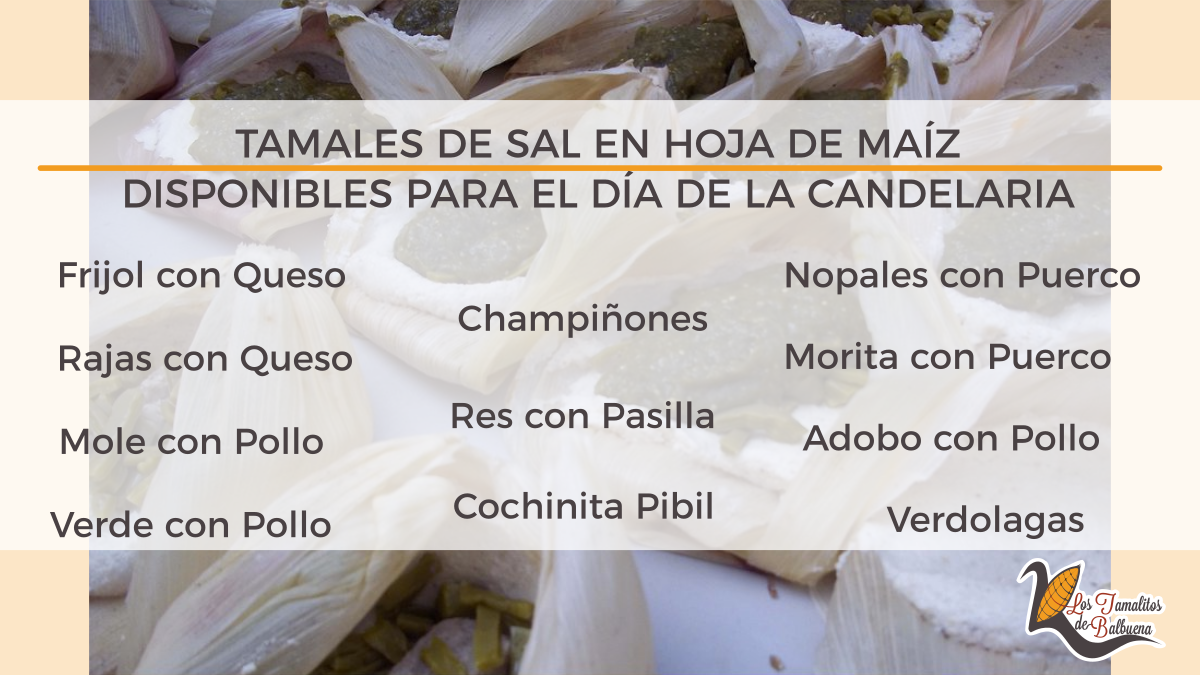 TAMALES DE SAL EN HOJA DE MAÍZ
DISPONIBLES PARA EL DÍA DE LA CANDELARIA
Frijol con Queso
Rajas con Queso
Mole con Pollo
Verde con Pollo
Champiñones
Res con Pasilla
Cochinita Pibil
Nopales con Puerco
Morita con Puerco
Adobo con Pollo
Verdolagas
Los Tamalitos
de Balbuena